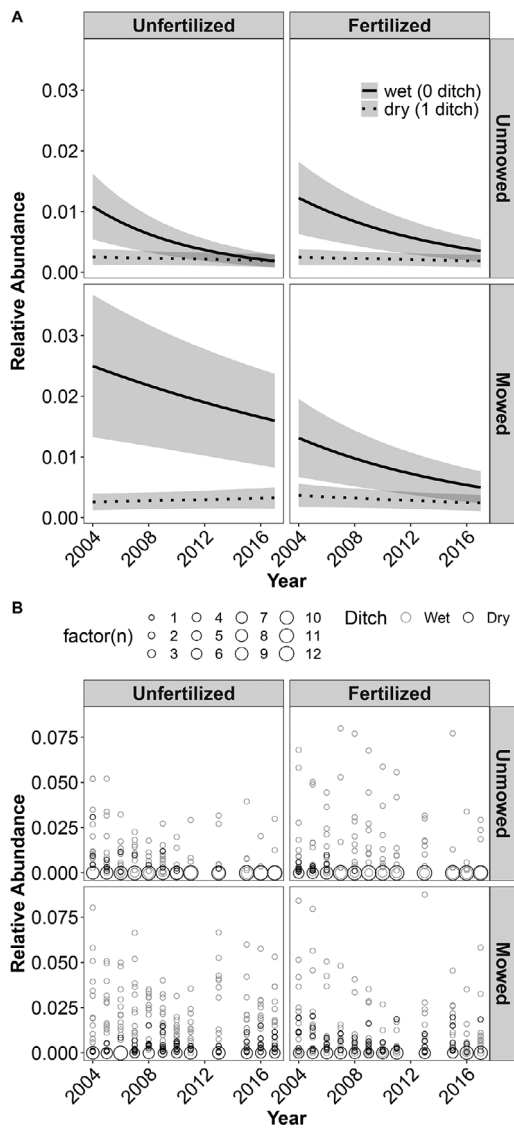 A
Unfertilized Fertilized
wet (0 ditch)
dry (1 ditch)
Unmowed
0.03
0.02
0.01
0.00
Relative Abundance
Mowed
0.03
0.02
0.01
0.00
2004 2008 2012 2016 2004 2008 2012 2016
Year
B
factor(n)
1 4 7 10
2 5 8 11
3 6 9 12
Ditch Wet Dry
Unfertilized Fertilized
Unmowed
0.075
0.050
0.025
0.000
Relative Abundance
Mowed
0.075
0.050
0.025
0.000
2004 2008 2012 2016 2004 2008 2012 2016
Year